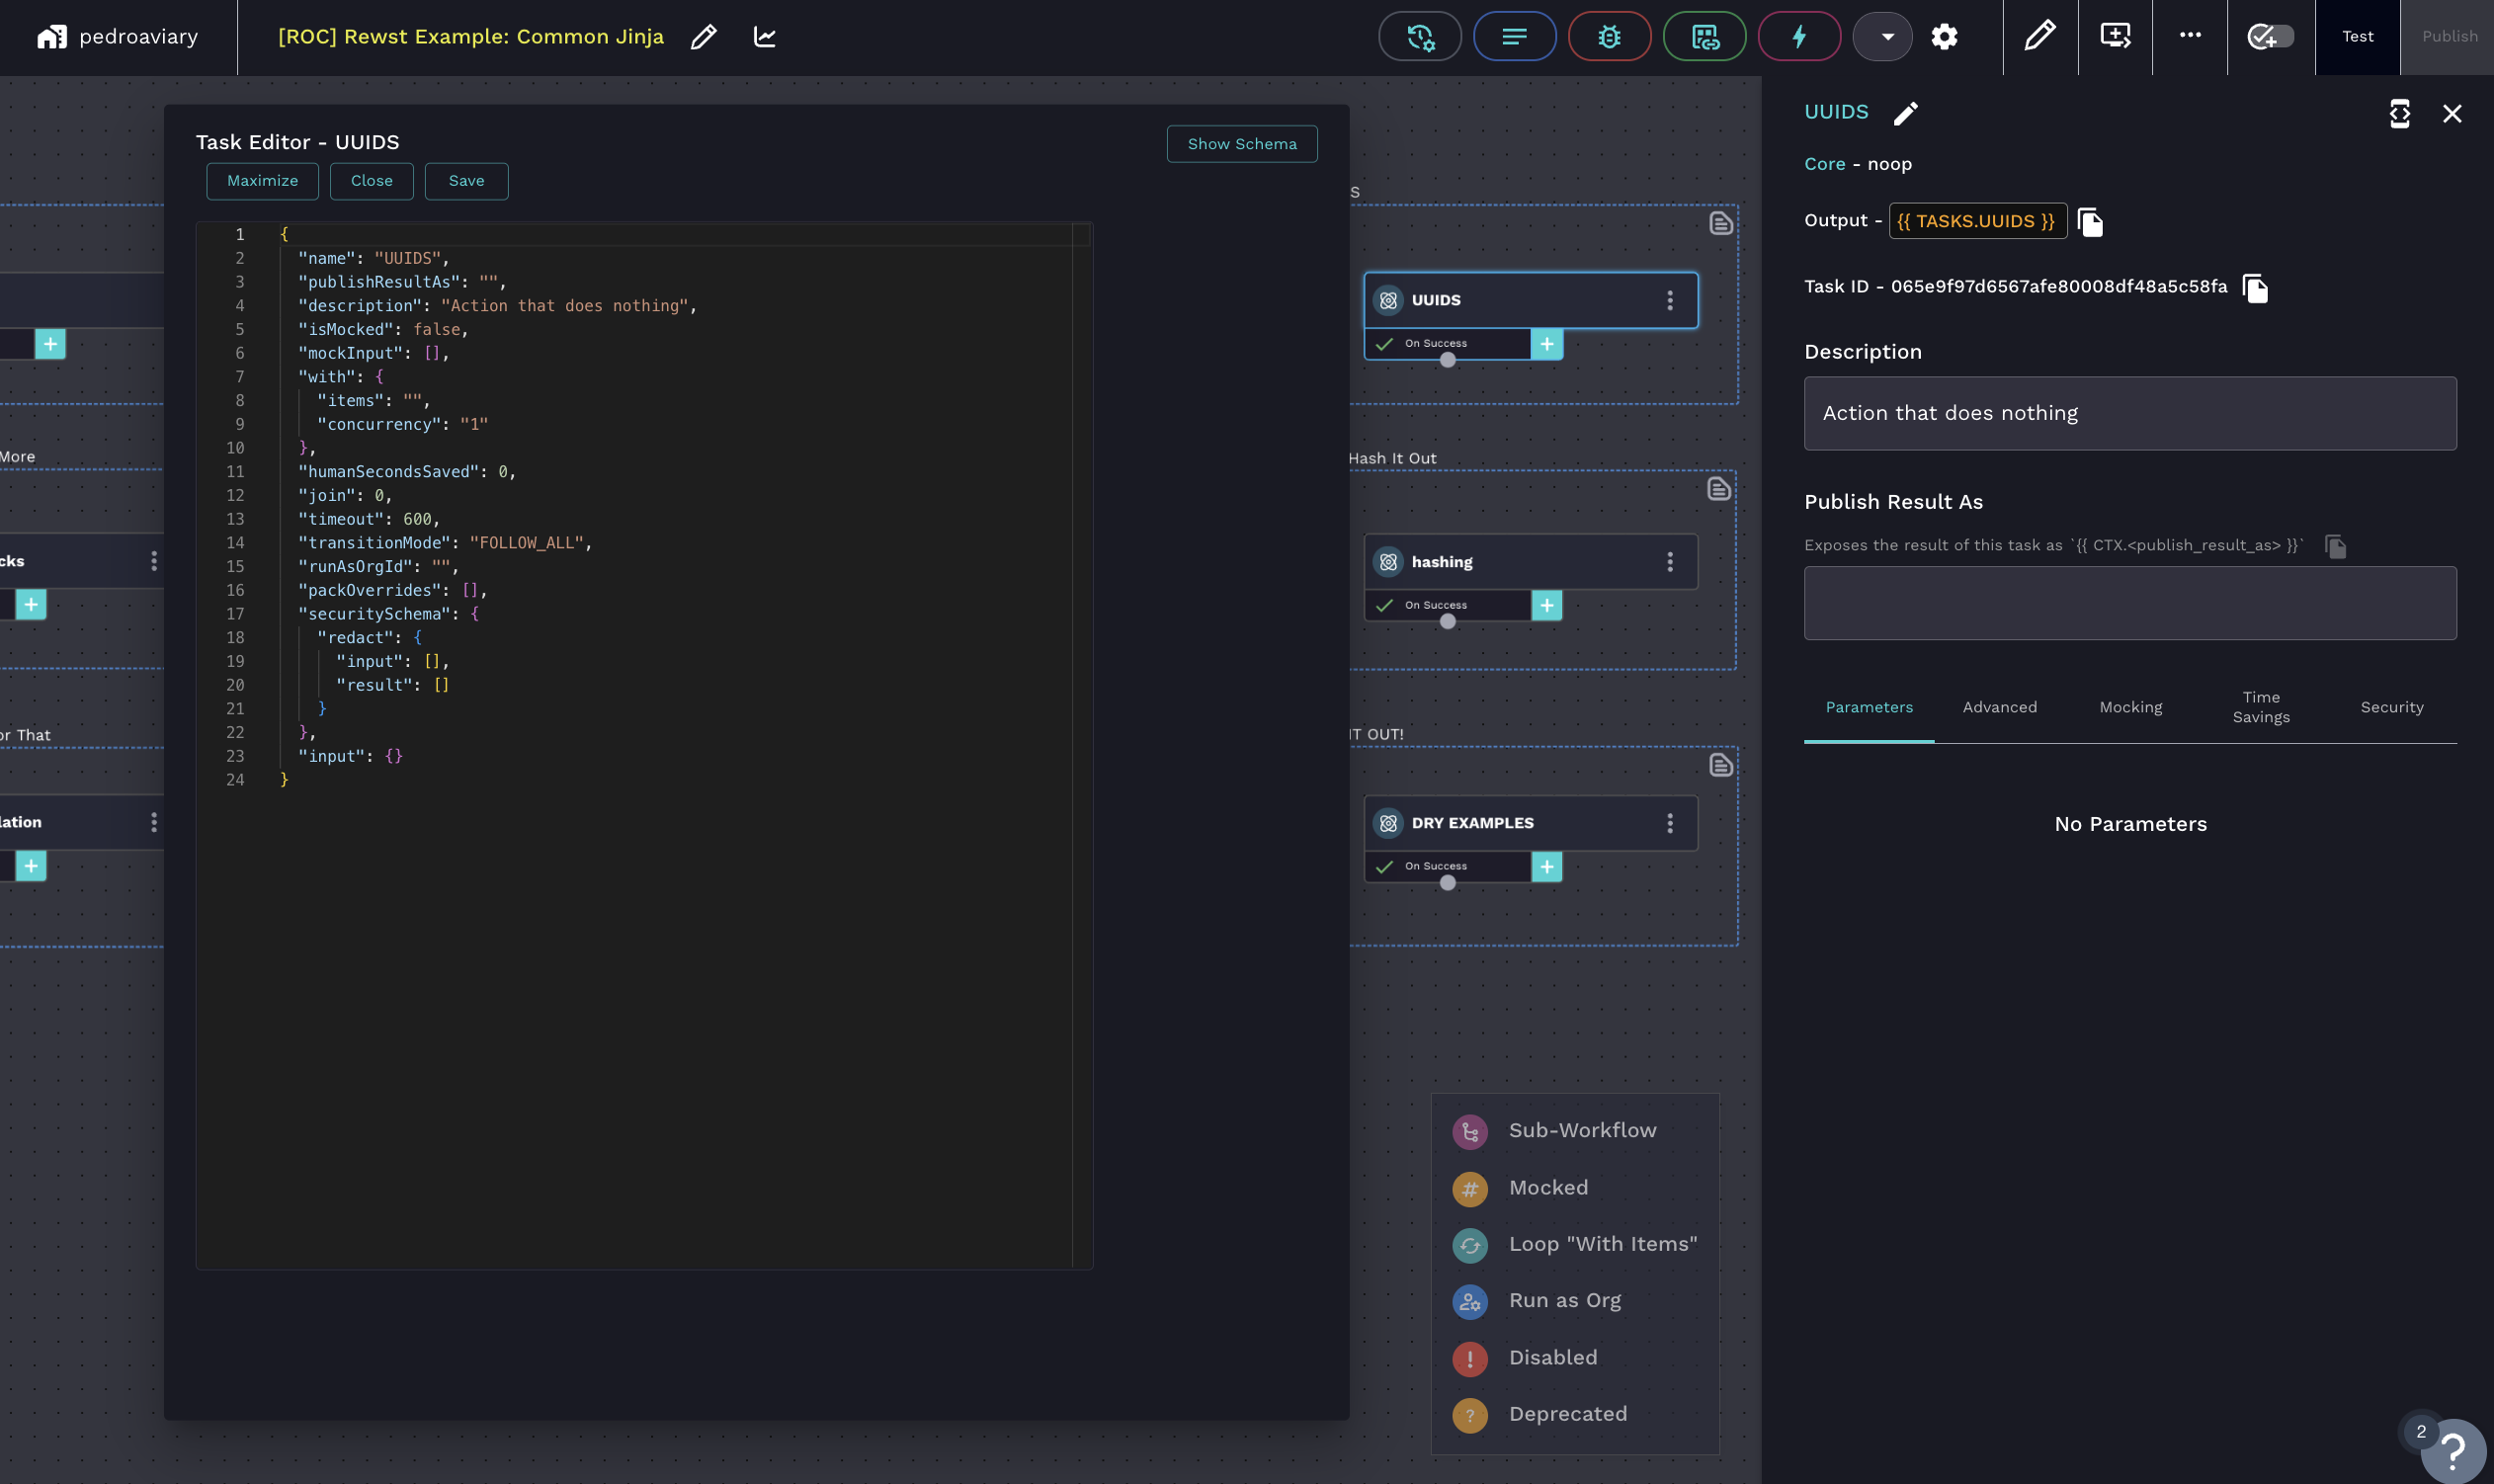 pedroaviary
[ROC] Rewst Example: Common Jinja
Test
Publish
Task Editor - UUIDS
Show Schema
Maximize
Close
Save
1 {
2 "name": "UUIDS",
3 "publishResultAs": "",
4 "description": "Action that does nothing",
5 "isMocked": false,
6 "mockInput": [],
7 "with": {
8 "items": "",
9 "concurrency": "1"
10 },
11 "humanSecondsSaved": 0,
12 "join": 0,
13 "timeout": 600,
14 "transitionMode": "FOLLOW_ALL",
15 "runAsOrgId": "",
16 "packOverrides": [],
17 "securitySchema": {
18 "redact": {
19 "input": [],
20 "result": []
21 }
22 },
23 "input": {}
24 }
More
cks
or That
lation
S
UUIDS
On Success
Hash It Out
hashing
On Success
IT OUT!
DRY EXAMPLES
On Success
Sub-Workflow
Mocked
Loop "With Items"
Run as Org
Disabled
Deprecated
UUIDS
Core - noop
Output - {{ TASKS.UUIDS }}
Task ID - 065e9f97d6567afe80008df48a5c58fa
Description
Action that does nothing
Publish Result As
Exposes the result of this task as `{{ CTX.<publish_result_as> }}`
Parameters
Advanced
Mocking
Time
Savings
Security
No Parameters
2
?